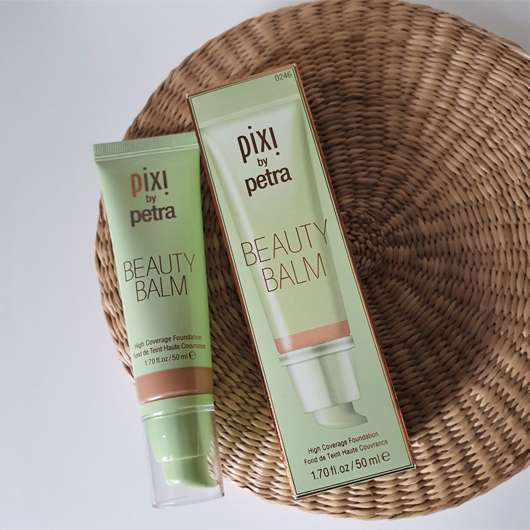 pixi
by
petra
BEAUTY
BALM
High Coverage Foundation
Fond de Teint Haute Couvrance
1.70 fl.oz/50 ml ℮
0246
pixi
by
petra
BEAUTY
BALM
High Coverage Foundation
Fond de Teint Haute Couvrance
1.70 fl.oz/50 ml ℮